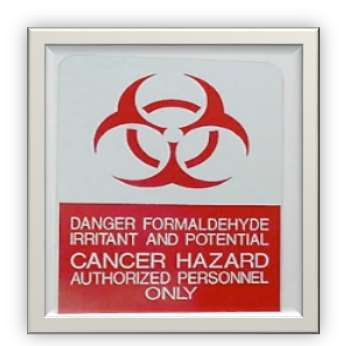 DANGER FORMALDEHYDE
IRRITANT AND POTENTIAL
CANCER HAZARD
AUTHORIZED PERSONNEL
ONLY